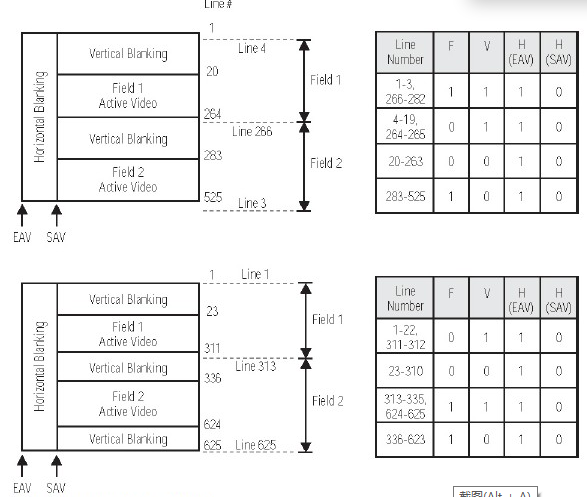 Line #
1
Vertical Blanking
Line 4
20
Field 1
Active Video
Field 1
264
Vertical Blanking
Line 266
283
Field 2
Active Video
Field 2
525
Line 3
Horizontal Blanking
EAV SAV
Line Number F V H (EAV) H (SAV)
1-3, 266-282 1 1 1 0
4-19, 264-265 0 1 1 0
20-263 0 0 1 0
283-525 1 0 1 0
1 Line 1
Vertical Blanking
23
Field 1
Active Video
Field 1
311
Vertical Blanking
Line 313
336
Field 2
Active Video
Field 2
624
Vertical Blanking
625 Line 625
Horizontal Blanking
EAV SAV
Line Number F V H (EAV) H (SAV)
1-22, 311-312 0 1 1 0
23-310 0 0 1 0
313-335, 624-625 1 1 1 0
336-623 1 0 1 0
截图(Alt + A)